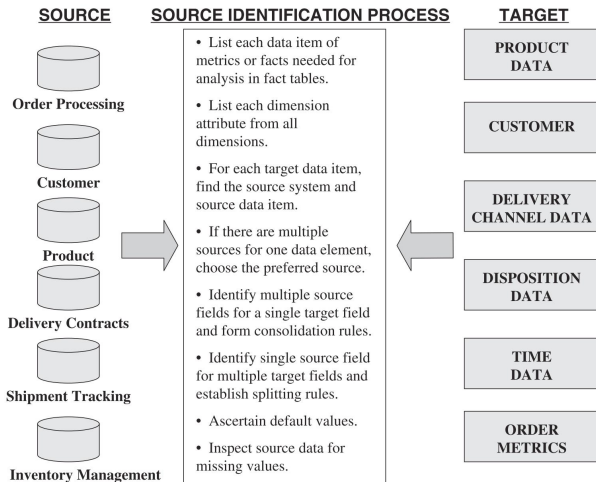 SOURCE
SOURCE IDENTIFICATION PROCESS
TARGET
Order Processing
Customer
Product
Delivery Contracts
Shipment Tracking
Inventory Management
• List each data item of
metrics or facts needed for
analysis in fact tables.
• List each dimension
attribute from all
dimensions.
• For each target data item,
find the source system and
source data item.
• If there are multiple
sources for one data element,
choose the preferred source.
• Identify multiple source
fields for a single target field
and form consolidation rules.
• Identify single source field
for multiple target fields and
establish splitting rules.
• Ascertain default values.
• Inspect source data for
missing values.
PRODUCT
DATA
CUSTOMER
DELIVERY
CHANNEL DATA
DISPOSITION
DATA
TIME
DATA
ORDER
METRICS